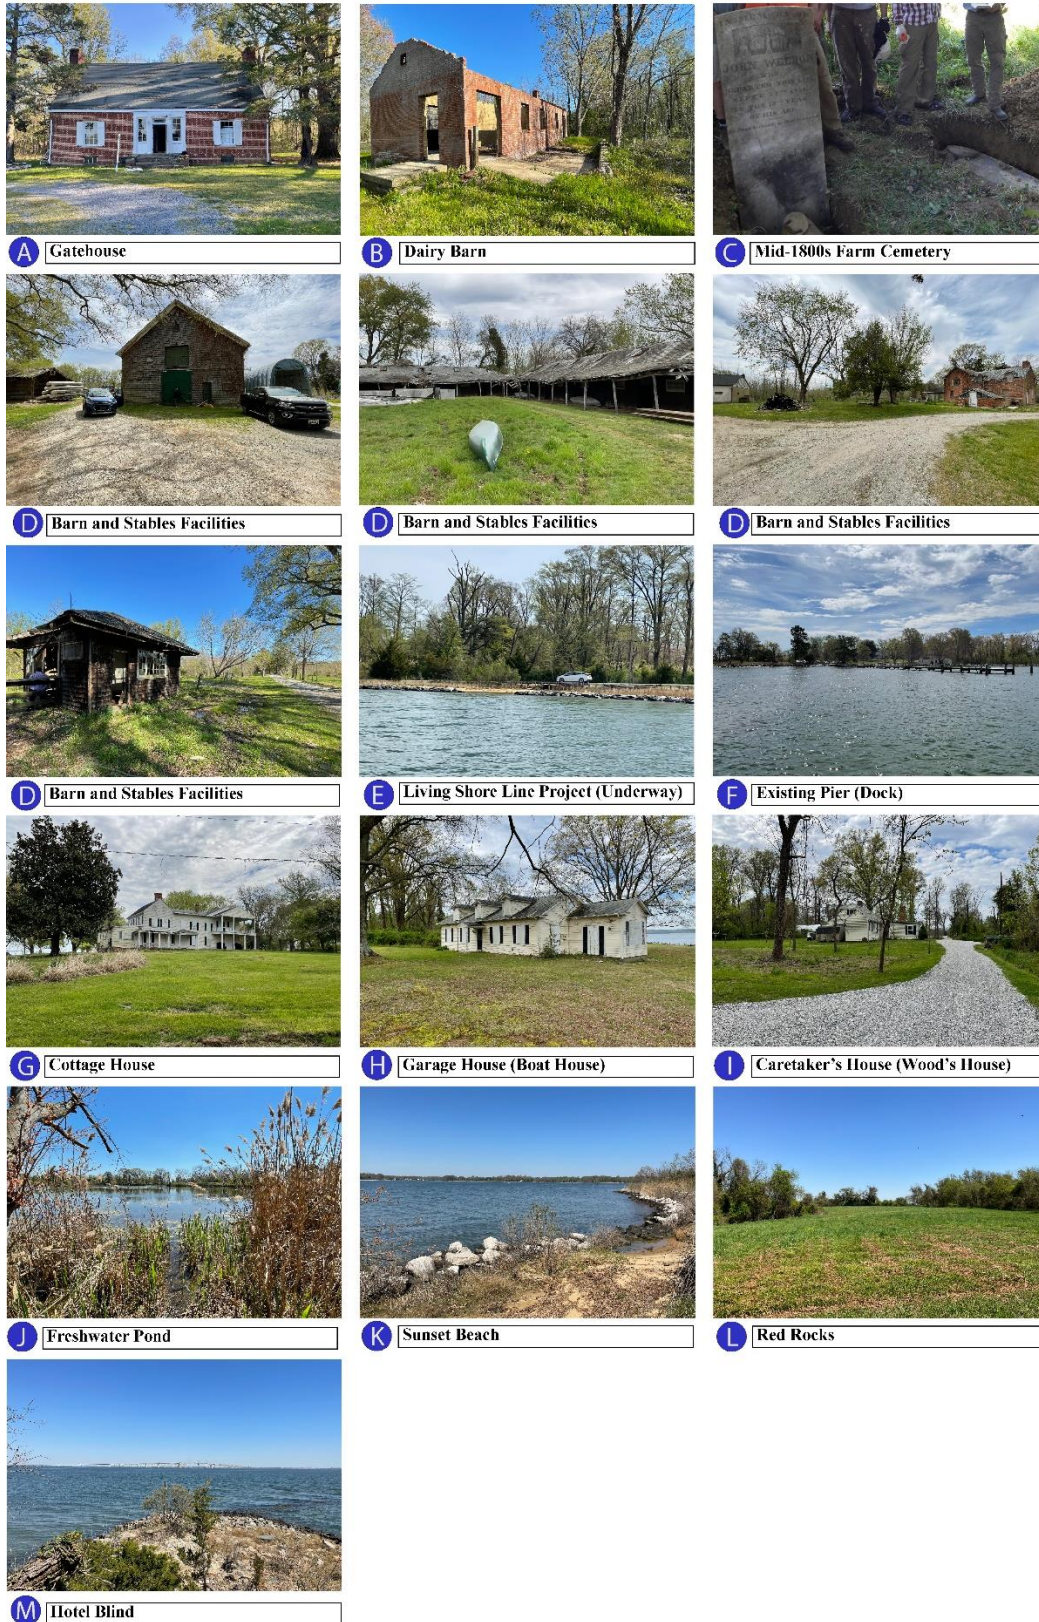 A Gatehouse
B Dairy Barn
C Mid-1800s Farm Cemetery
D Barn and Stables Facilities
D Barn and Stables Facilities
D Barn and Stables Facilities
D Barn and Stables Facilities
E Living Shore Line Project (Underway)
F Existing Pier (Dock)
G Cottage House
H Garage House (Boat House)
I Caretaker's House (Wood's House)
J Freshwater Pond
K Sunset Beach
L Red Rocks
M Hotel Blind